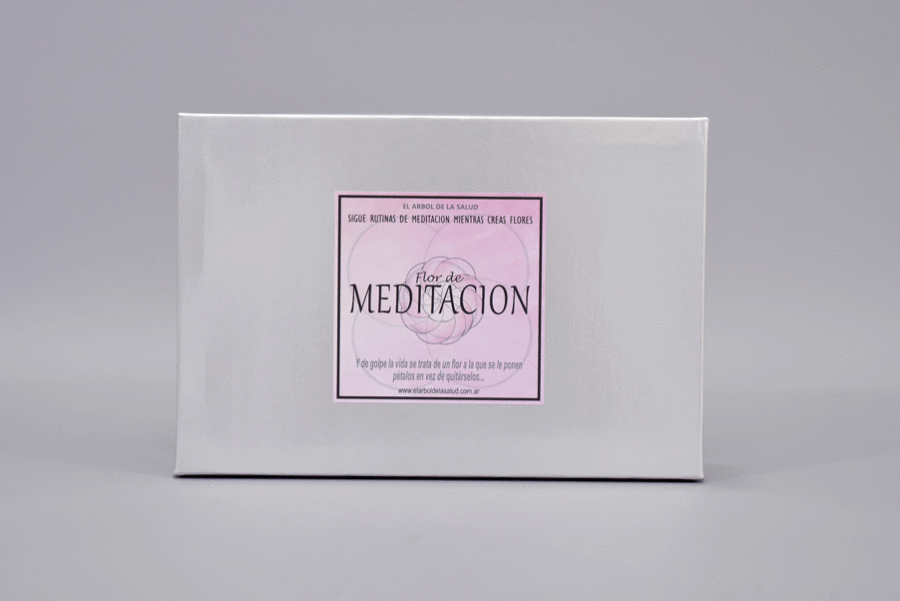 EL ARBOL DE LA SALUD
SIGUE RUTINAS DE MEDITACION MIENTRAS CREAS FLORES
Flor de
MEDITACION
Y de golpe la vida se trata de un flor a la que se le ponen
pétalos en vez de quitárselos...
www.elarboldelasalud.com.ar